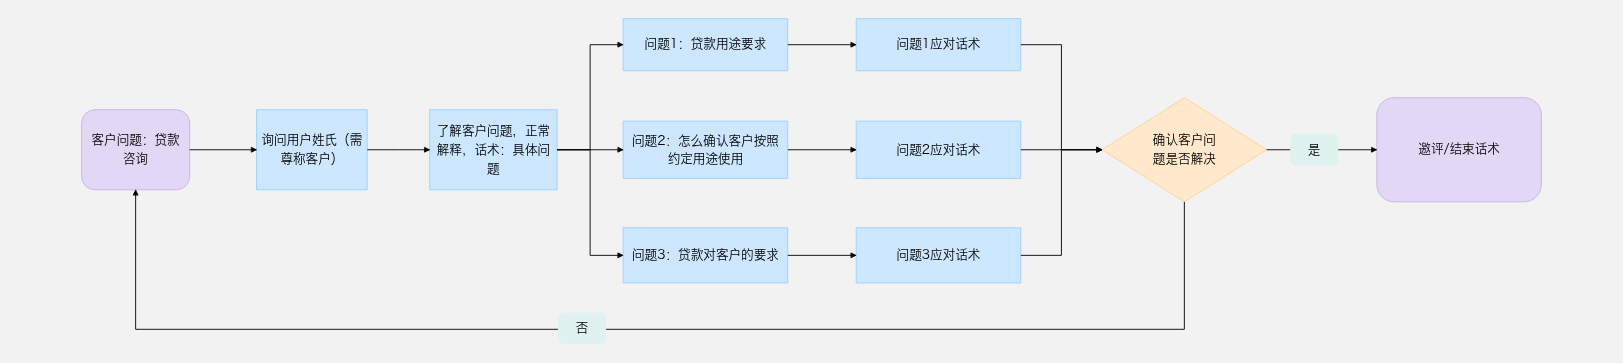 客户问题：贷款
咨询
询问用户姓氏（需
尊称客户）
了解客户问题，正常
解释，话术：具体问
题
问题1：贷款用途要求
问题1应对话术
问题2：怎么确认客户按照
约定用途使用
问题2应对话术
问题3：贷款对客户的要求
问题3应对话术
确认客户问
题是否解决
是
邀评/结束话术
否